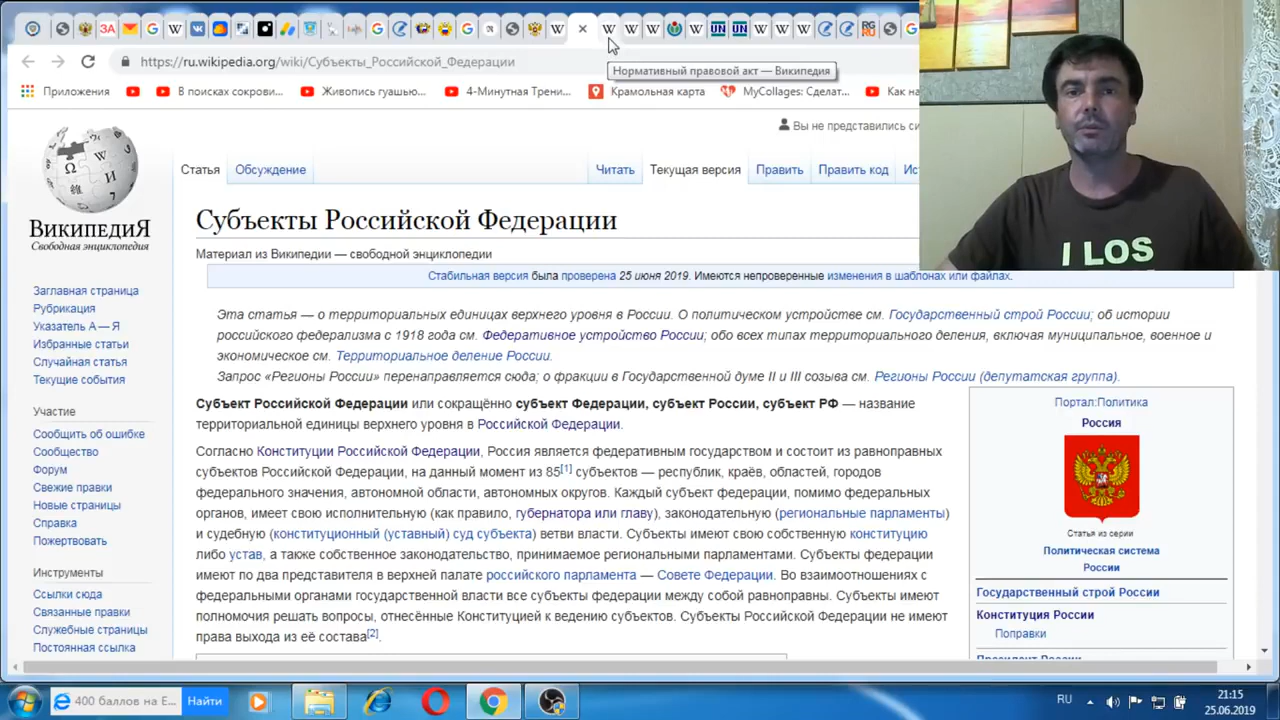 ЗА
UN
UN
RG
RU
https://ru.wikipedia.org/wiki/Субъекты_Российской_Федерации
Нормативный правовой акт — Википедия
Приложения
В поисках сокрови...
Живопись гуашью...
4-Минутная Трени...
Крамольная карта
MyCollages: Сделат...
Как на
Вы не представились си
Статья
Обсуждение
Читать
Текущая версия
Править
Править код
Ис
I LOS
ВИКИПЕДИЯ
Свободная энциклопедия
Субъекты Российской Федерации
Материал из Википедии — свободной энциклопедии
Стабильная версия была проверена 25 июня 2019. Имеются непроверенные изменения в шаблонах или файлах.
Заглавная страница
Рубрикация
Указатель А — Я
Избранные статьи
Случайная статья
Текущие события
Участие
Сообщить об ошибке
Сообщество
Форум
Свежие правки
Новые страницы
Справка
Пожертвовать
Инструменты
Ссылки сюда
Связанные правки
Служебные страницы
Постоянная ссылка
Эта статья — о территориальных единицах верхнего уровня в России. О политическом устройстве см. Государственный строй России; об истории
российского федерализма с 1918 года см. Федеративное устройство России; обо всех типах территориального деления, включая муниципальное, военное и
экономическое см. Территориальное деление России.
Запрос «Регионы России» перенаправляется сюда; о фракции в Государственной думе II и III созыва см. Регионы России (депутатская группа).
Субъект Российской Федерации или сокращённо субъект Федерации, субъект России, субъект РФ — название
территориальной единицы верхнего уровня в Российской Федерации.
Согласно Конституции Российской Федерации, Россия является федеративным государством и состоит из равноправных
субъектов Российской Федерации, на данный момент из 85[1] субъектов — республик, краёв, областей, городов
федерального значения, автономной области, автономных округов. Каждый субъект федерации, помимо федеральных
органов, имеет свою исполнительную (как правило, губернатора или главу), законодательную (региональные парламенты)
и судебную (конституционный (уставный) суд субъекта) ветви власти. Субъекты имеют свою собственную конституцию
либо устав, а также собственное законодательство, принимаемое региональными парламентами. Субъекты федерации
имеют по два представителя в верхней палате российского парламента — Совете Федерации. Во взаимоотношениях с
федеральными органами государственной власти все субъекты федерации между собой равноправны. Субъекты имеют
полномочия решать вопросы, отнесённые Конституцией к ведению субъектов. Субъекты Российской Федерации не имеют
права выхода из её состава[2].
Портал:Политика
Россия
Статья из серии
Политическая система
России
Государственный строй России
Конституция России
Поправки
Президент России
400 баллов на Е...
Найти
RU
21:15
25.06.2019